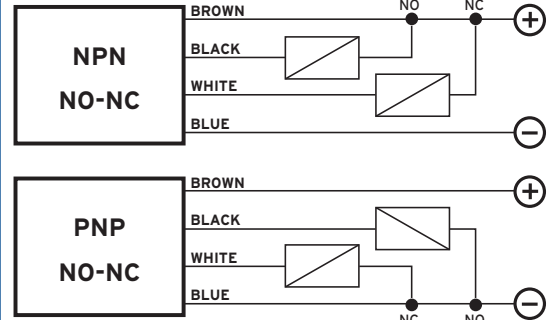 NO NC
BROWN
+
BLACK
NPN
WHITE
NO-NC
BLUE
−
BROWN
+
BLACK
PNP
WHITE
NO-NC
BLUE
−
NC NO